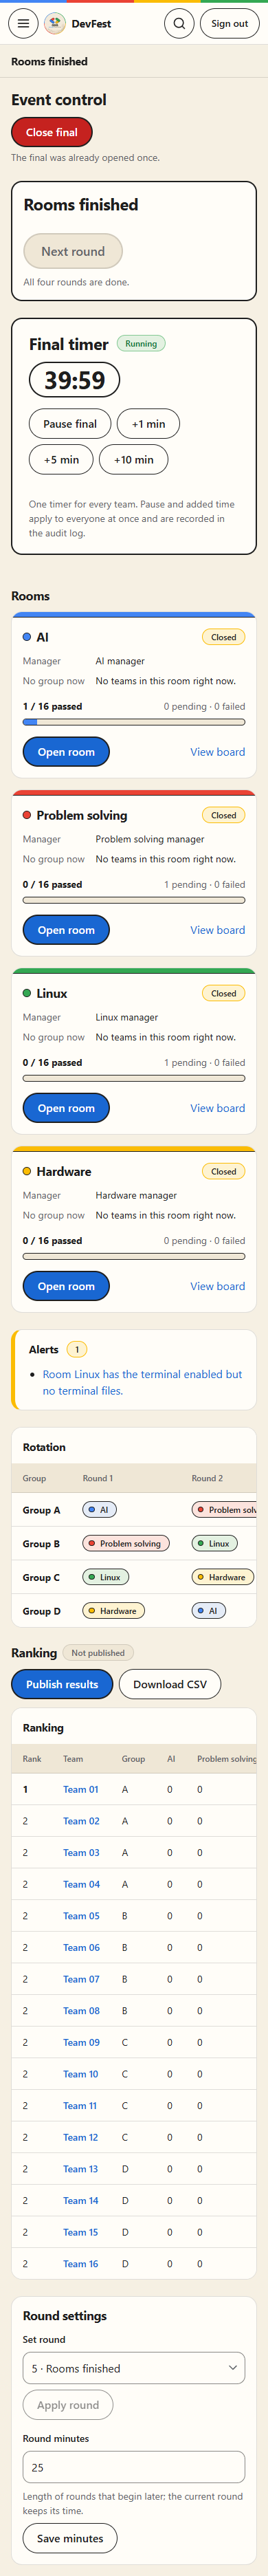 DevFest
Sign out
Rooms finished
Event control
Close final
The final was already opened once.
Rooms finished
Next round
All four rounds are done.
Final timer Running
39:59
Pause final +1 min
+5 min +10 min
One timer for every team. Pause and added time
apply to everyone at once and are recorded in
the audit log.
Rooms
AI Closed
Manager AI manager
No group now No teams in this room right now.
1 / 16 passed 0 pending · 0 failed
Open room View board
Problem solving Closed
Manager Problem solving manager
No group now No teams in this room right now.
0 / 16 passed 1 pending · 0 failed
Open room View board
Linux Closed
Manager Linux manager
No group now No teams in this room right now.
0 / 16 passed 1 pending · 0 failed
Open room View board
Hardware Closed
Manager Hardware manager
No group now No teams in this room right now.
0 / 16 passed 0 pending · 0 failed
Open room View board
Alerts 1
Room Linux has the terminal enabled but
no terminal files.
Rotation
Group Round 1 Round 2
Group A AI Problem solv
Group B Problem solving Linux
Group C Linux Hardware
Group D Hardware AI
Ranking Not published
Publish results Download CSV
Ranking
Rank Team Group AI Problem solving
1 Team 01 A 0 0
2 Team 02 A 0 0
2 Team 03 A 0 0
2 Team 04 A 0 0
2 Team 05 B 0 0
2 Team 06 B 0 0
2 Team 07 B 0 0
2 Team 08 B 0 0
2 Team 09 C 0 0
2 Team 10 C 0 0
2 Team 11 C 0 0
2 Team 12 C 0 0
2 Team 13 D 0 0
2 Team 14 D 0 0
2 Team 15 D 0 0
2 Team 16 D 0 0
Round settings
Set round
5 · Rooms finished
Apply round
Round minutes
25
Length of rounds that begin later; the current round
keeps its time.
Save minutes